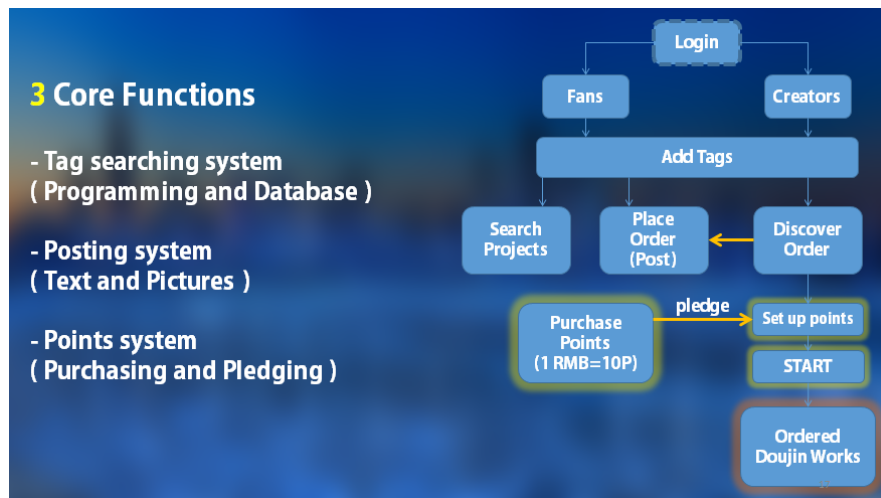 3 Core Functions
- Tag searching system
( Programming and Database )
- Posting system
( Text and Pictures )
- Points system
( Purchasing and Pledging )
Login
Fans
Creators
Add Tags
Search
Projects
Place
Order
(Post)
Discover
Order
Purchase
Points
(1 RMB=10P)
pledge
Set up points
START
Ordered
Doujin Works